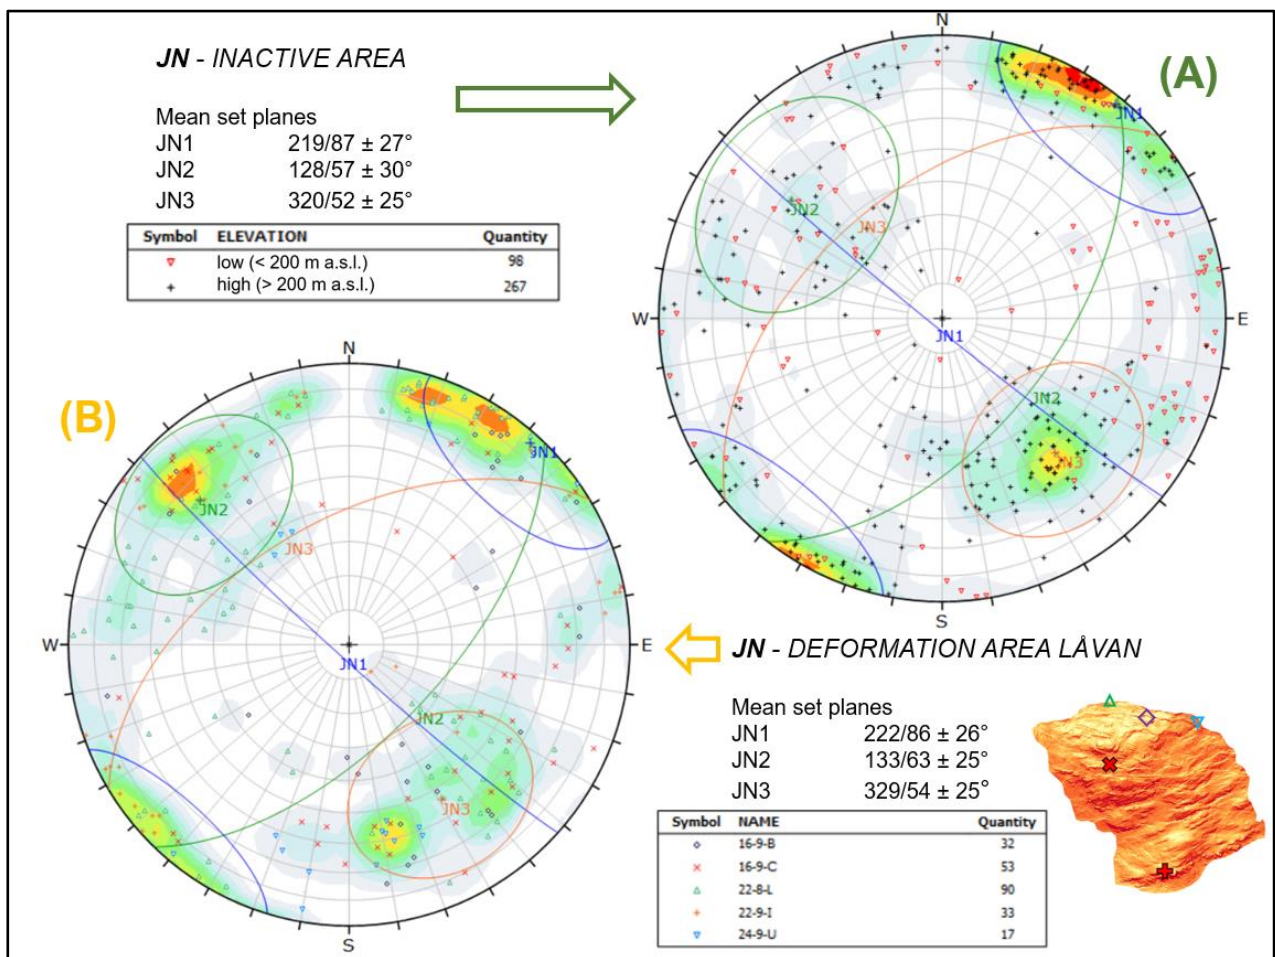 JN - INACTIVE AREA
Mean set planes
JN1 219/87 ± 27°
JN2 128/57 ± 30°
JN3 320/52 ± 25°
Symbol ELEVATION Quantity
low (< 200 m a.s.l.) 98
high (> 200 m a.s.l.) 267
(A)
N
JN1
JN2
JN3
W
E
JN1
JN2
JN3
S
(B)
N
JN1
JN2
JN3
W
E
JN1
JN2
JN3
S
JN - DEFORMATION AREA LÅVAN
Mean set planes
JN1 222/86 ± 26°
JN2 133/63 ± 25°
JN3 329/54 ± 25°
Symbol NAME Quantity
16-9-B 32
16-9-C 53
22-8-L 90
22-9-I 33
24-9-U 17